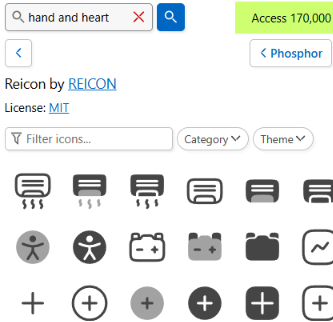 hand and heart
Access 170,000
Phosphor
Reicon by REICON
License: MIT
Filter icons...
Category Theme